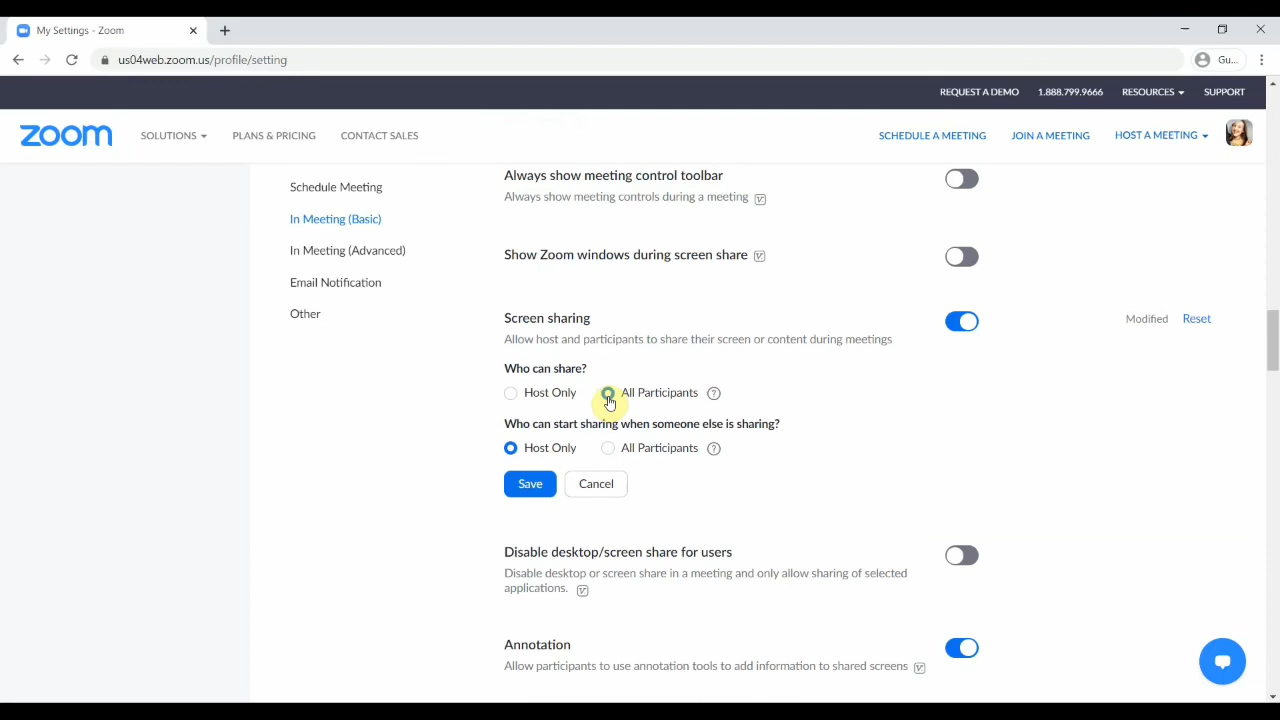 My Settings - Zoom
us04web.zoom.us/profile/setting
Gu...
REQUEST A DEMO 1.888.799.9666 RESOURCES SUPPORT
zoom SOLUTIONS PLANS & PRICING CONTACT SALES SCHEDULE A MEETING JOIN A MEETING HOST A MEETING
Schedule Meeting
In Meeting (Basic)
In Meeting (Advanced)
Email Notification
Other
Always show meeting control toolbar
Always show meeting controls during a meeting
Show Zoom windows during screen share
Screen sharing
Modified Reset
Allow host and participants to share their screen or content during meetings
Who can share?
Host Only All Participants ?
Who can start sharing when someone else is sharing?
Host Only All Participants ?
Save Cancel
Disable desktop/screen share for users
Disable desktop or screen share in a meeting and only allow sharing of selected
applications.
Annotation
Allow participants to use annotation tools to add information to shared screens